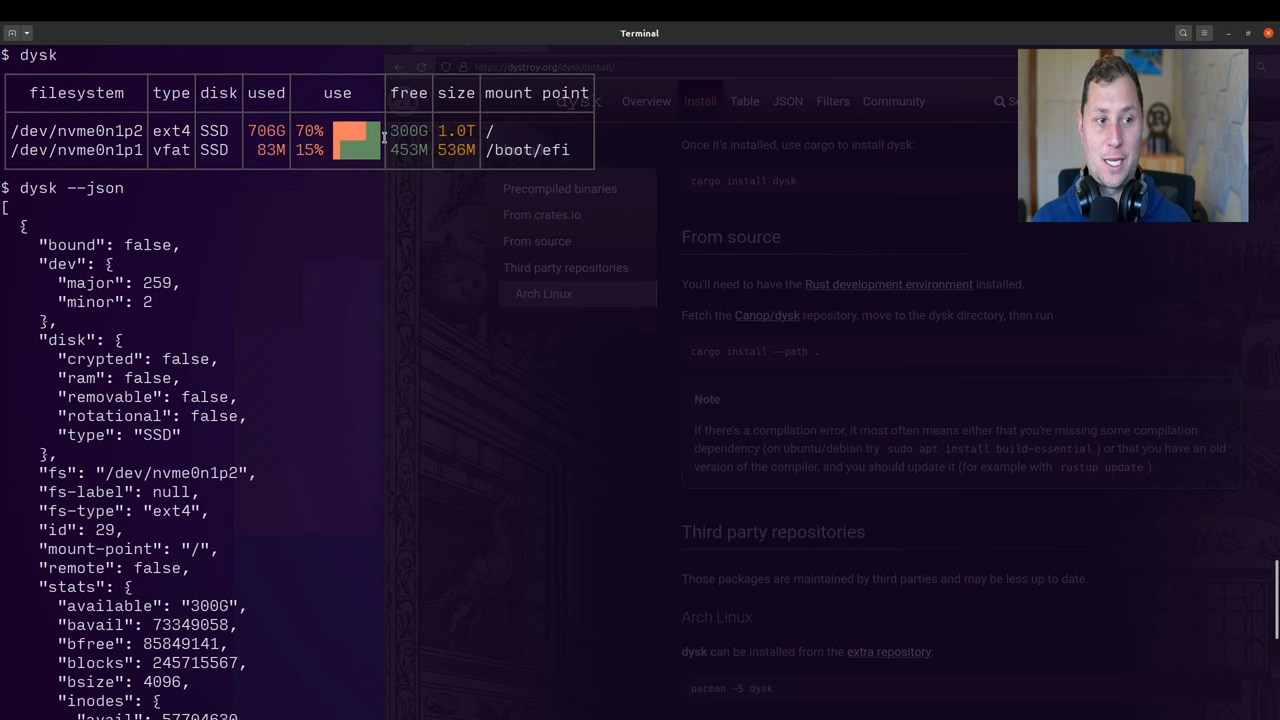 Terminal
$ dysk
filesystem type disk used use free size mount point
/dev/nvme0n1p2 ext4 SSD 706G 70% 300G 1.0T /
/dev/nvme0n1p1 vfat SSD 83M 15% 453M 536M /boot/efi
$ dysk --json
[
{
"bound": false,
"dev": {
"major": 259,
"minor": 2
},
"disk": {
"crypted": false,
"ram": false,
"removable": false,
"rotational": false,
"type": "SSD"
},
"fs": "/dev/nvme0n1p2",
"fs-label": null,
"fs-type": "ext4",
"id": 29,
"mount-point": "/",
"remote": false,
"stats": {
"available": "300G",
"bavail": 73349058,
"bfree": 85849141,
"blocks": 245715567,
"bsize": 4096,
"inodes": {
"avail": 57704630
https://dystroy.org/dysk/install/
dysk Overview Install Table JSON Filters Community
Precompiled binaries
From crates.io
From source
Third party repositories
Arch Linux
Once it's installed, use cargo to install dysk:
cargo install dysk
From source
You'll need to have the Rust development environment installed.
Fetch the Canop/dysk repository, move to the dysk directory, then run
cargo install --path .
Note
If there's a compilation error, it most often means either that you're missing some compilation
dependency (on ubuntu/debian try sudo apt install build-essential ) or that you have an old
version of the compiler, and you should update it (for example with rustup update ).
Third party repositories
Those packages are maintained by third parties and may be less up to date.
Arch Linux
dysk can be installed from the extra repository:
pacman -S dysk